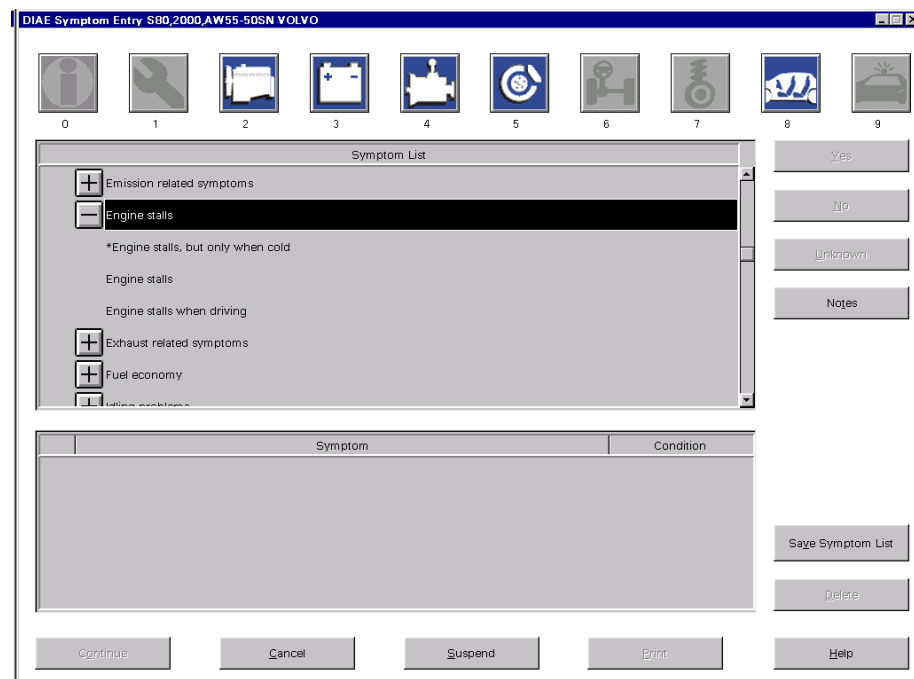 DIAE Symptom Entry S80,2000,AW55-50SN VOLVO
0 1 2 3 4 5 6 7 8 9
Symptom List
Emission related symptoms
Engine stalls
*Engine stalls, but only when cold
Engine stalls
Engine stalls when driving
Exhaust related symptoms
Fuel economy
Idling problems
Yes
No
Unknown
Notes
Symptom Condition
Save Symptom List
Delete
Continue Cancel Suspend Print Help